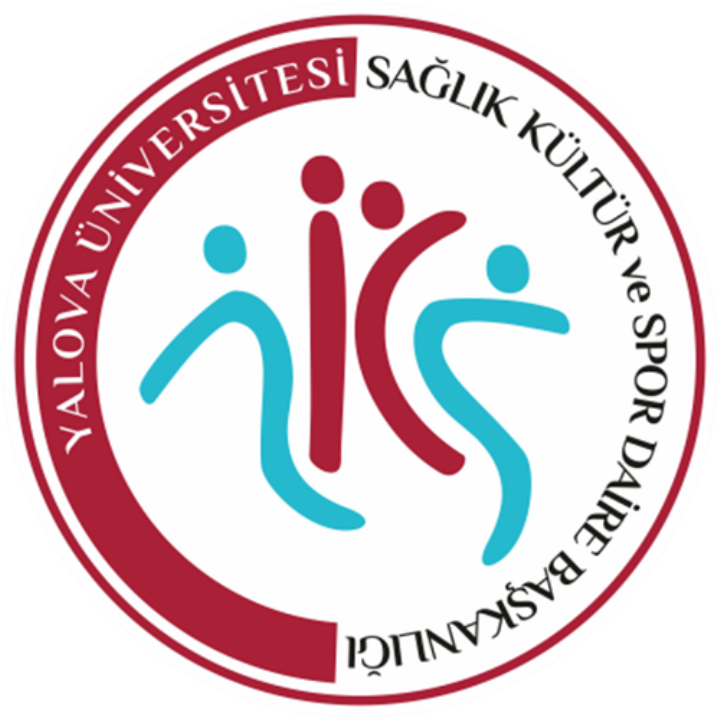 YALOVA ÜNİVERSİTESİ
SAĞLIK KÜLTÜR ve SPOR DAİRE BAŞKANLIĞI